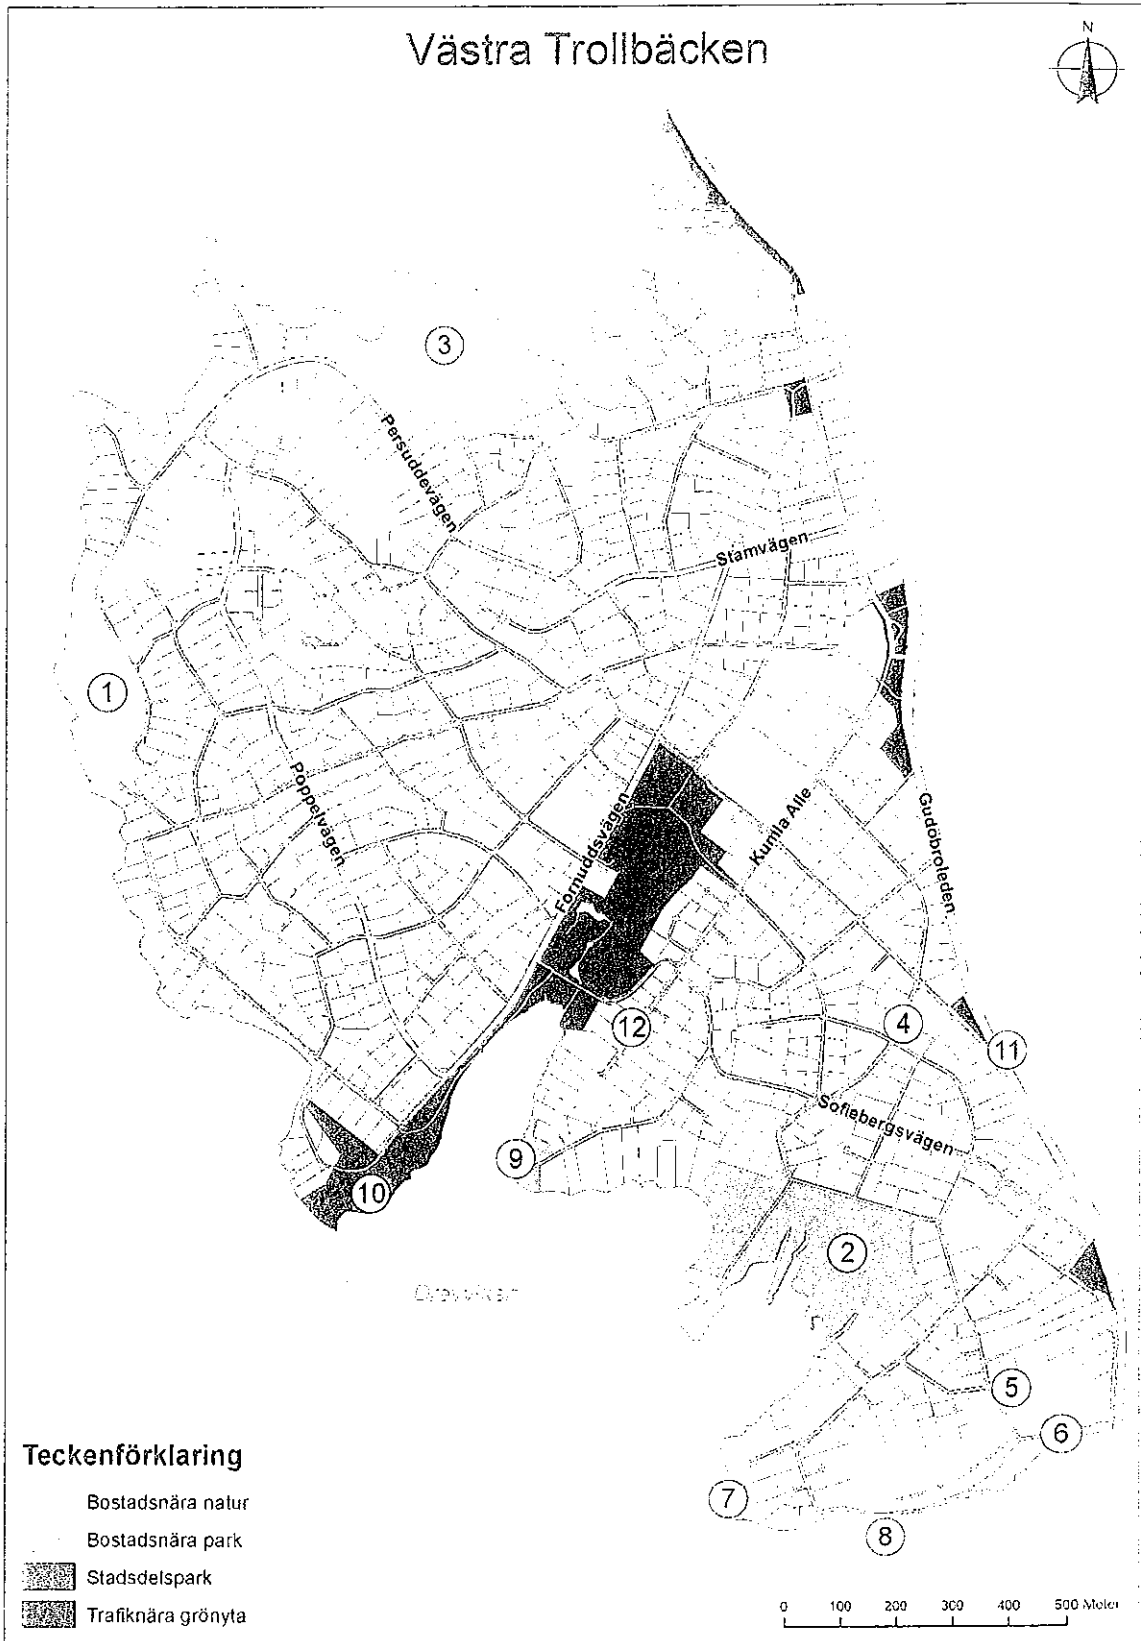 Västra Trollbäcken
N
3
Persuddevägen
Stamvägen
1
Poppelvägen
Fornuddsvägen
Kumla Alle
Gudöbroleden
4
12
11
Sofiebergsvägen
9
10
2
5
6
7
8
Teckenförklaring
Bostadsnära natur
Bostadsnära park
Stadsdelspark
Trafiknära grönyta
0 100 200 300 400 500 Meter